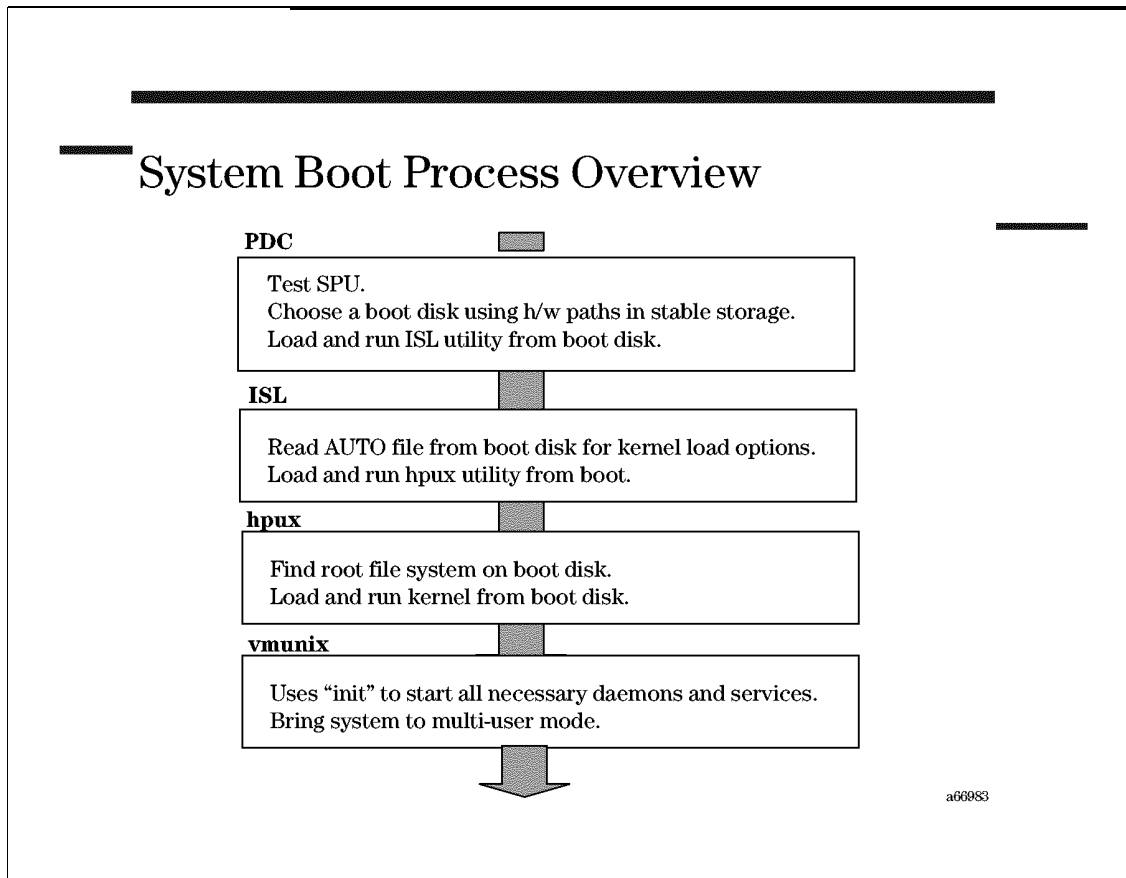 System Boot Process Overview
PDC
Test SPU.
Choose a boot disk using h/w paths in stable storage.
Load and run ISL utility from boot disk.
ISL
Read AUTO file from boot disk for kernel load options.
Load and run hpux utility from boot.
hpux
Find root file system on boot disk.
Load and run kernel from boot disk.
vmunix
Uses “init” to start all necessary daemons and services.
Bring system to multi-user mode.
a66983